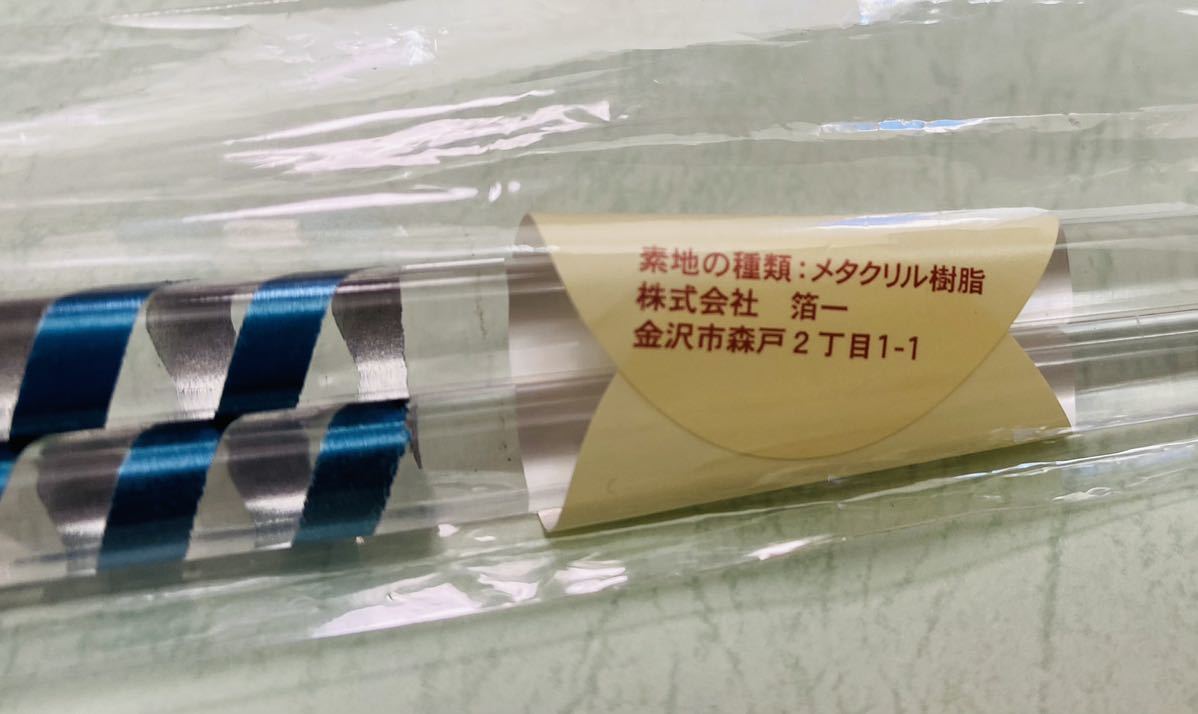 素地の種類：メタクリル樹脂
株式会社　箔一
金沢市森戸2丁目1-1